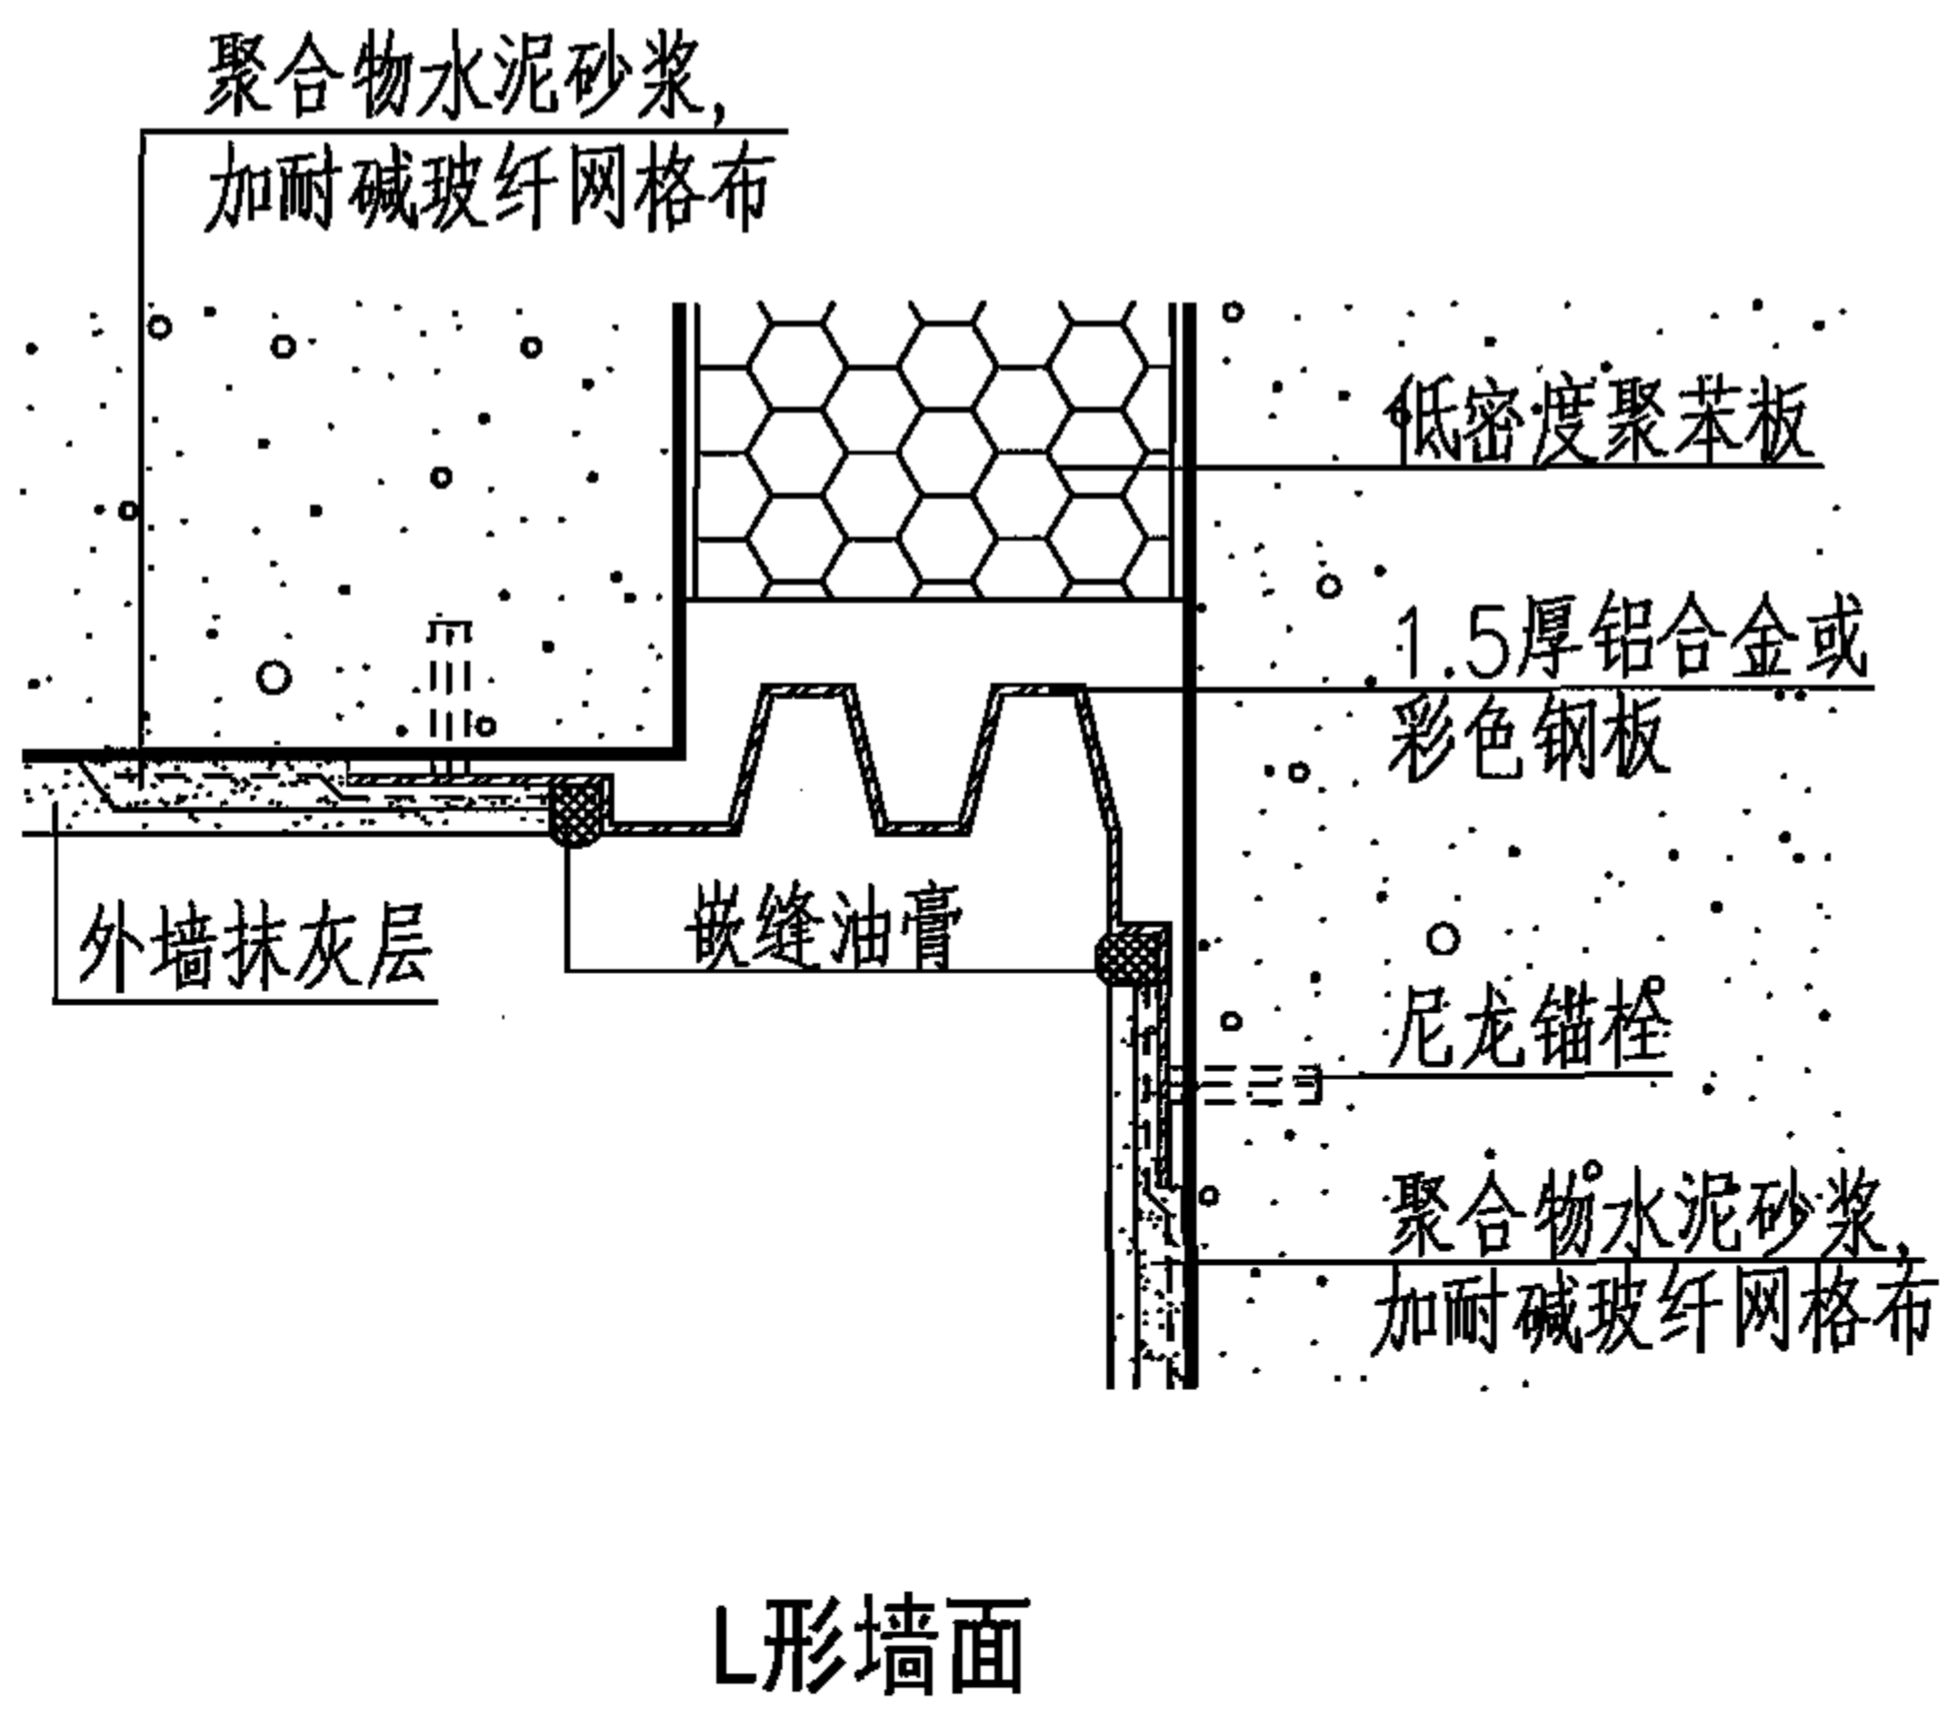 聚合物水泥砂浆,
加耐碱玻纤网格布
低密度聚苯板
1.5厚铝合金或
彩色钢板
外墙抹灰层
嵌缝油膏
尼龙锚栓
聚合物水泥砂浆,
加耐碱玻纤网格布
L形墙面